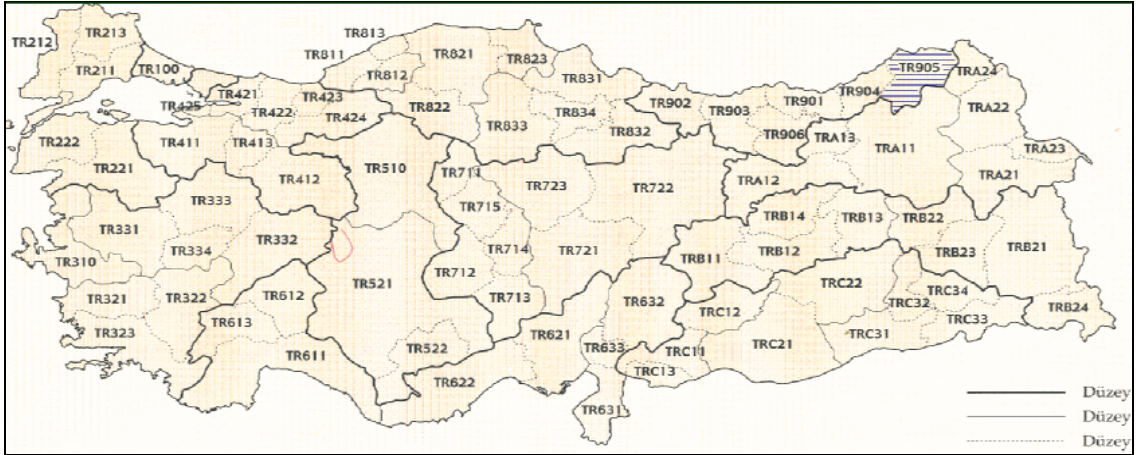 TR813
TR212
TR213
TR811
TR821
TR823
TR211
TR100
TR812
TR831
TR905
TRA24
TR425
TR421
TR423
TR422
TR424
TR822
TR833
TR834
TR832
TR902
TR903
TR901
TR904
TRA22
TR222
TR221
TR411
TR413
TR906
TRA13
TRA11
TRA23
TR412
TR510
TR711
TR723
TR722
TRA12
TRA21
TR333
TR715
TRB14
TRB13
TRB22
TR331
TR334
TR332
TR714
TR721
TRB12
TRB23
TRB21
TR310
TR712
TRB11
TR321
TR322
TR612
TR521
TR713
TR632
TRC22
TRC34
TRC32
TRC12
TRC33
TRB24
TR323
TR613
TR621
TRC31
TR611
TR522
TR633
TRC11
TRC21
TRC13
TR622
TR631
Düzey
Düzey
Düzey